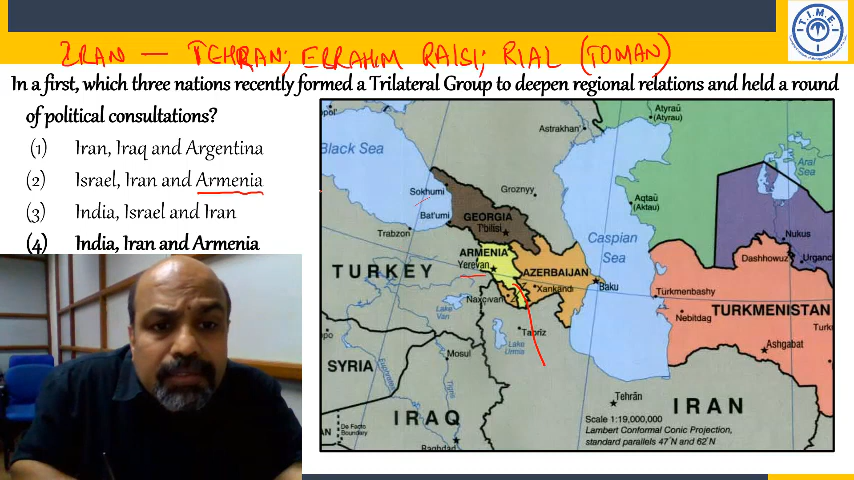 IRAN — TEHRAN; EBRAHIM RAISI; RIAL (TOMAN)
T.I.M.E.
In a first, which three nations recently formed a Trilateral Group to deepen regional relations and held a round
of political consultations?
(1) Iran, Iraq and Argentina
(2) Israel, Iran and Armenia
(3) India, Israel and Iran
(4) India, Iran and Armenia
Atyraū
(Atyrau)
Astrakhan'
Black Sea
Aral
Sea
Sokhumi
Groznyy
Aqtaū
(Aktau)
Bat'umi
GEORGIA
T'bilisi
Trabzon
Caspian
Sea
Nukus
ARMENIA
Dashhowuz
Urganch
Yerevan
TURKEY
AZERBAIJAN
Xankändi
Baku
Türkmenbashy
Naxçıvan
Nebitdag
TURKMENISTAN
Lake
Van
Tabrīz
Lake
Urmia
Ashgabat
Mosul
SYRIA
Euphrates
Tigris
Tehrān
IRAN
IRAQ
Scale 1:19,000,000
Lambert Conformal Conic Projection,
standard parallels 47°N and 62°N
De Facto
Boundary
Baghdad